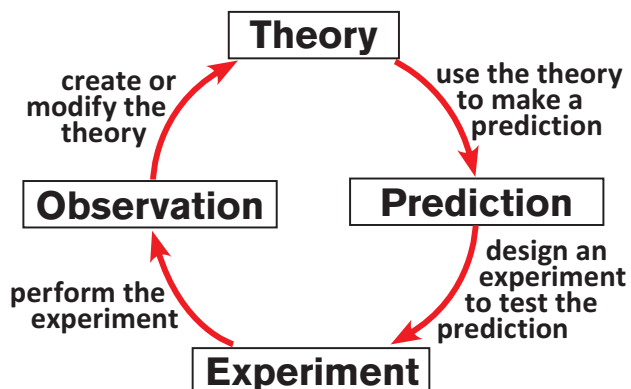 Theory
use the theory
to make a
prediction
Prediction
design an
experiment
to test the
prediction
Experiment
perform the
experiment
Observation
create or
modify the
theory